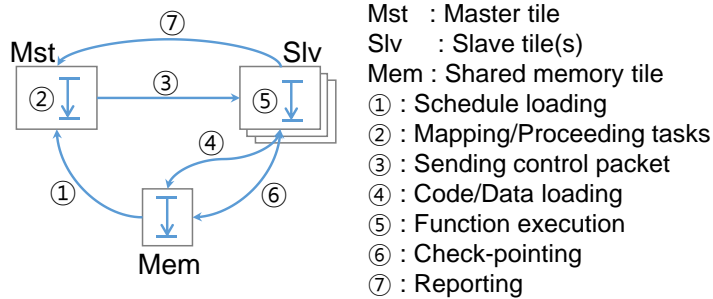 ⑦
Mst
Slv
②
③
⑤
④
①
⑥
Mem
Mst : Master tile
Slv : Slave tile(s)
Mem : Shared memory tile
① : Schedule loading
② : Mapping/Proceeding tasks
③ : Sending control packet
④ : Code/Data loading
⑤ : Function execution
⑥ : Check-pointing
⑦ : Reporting